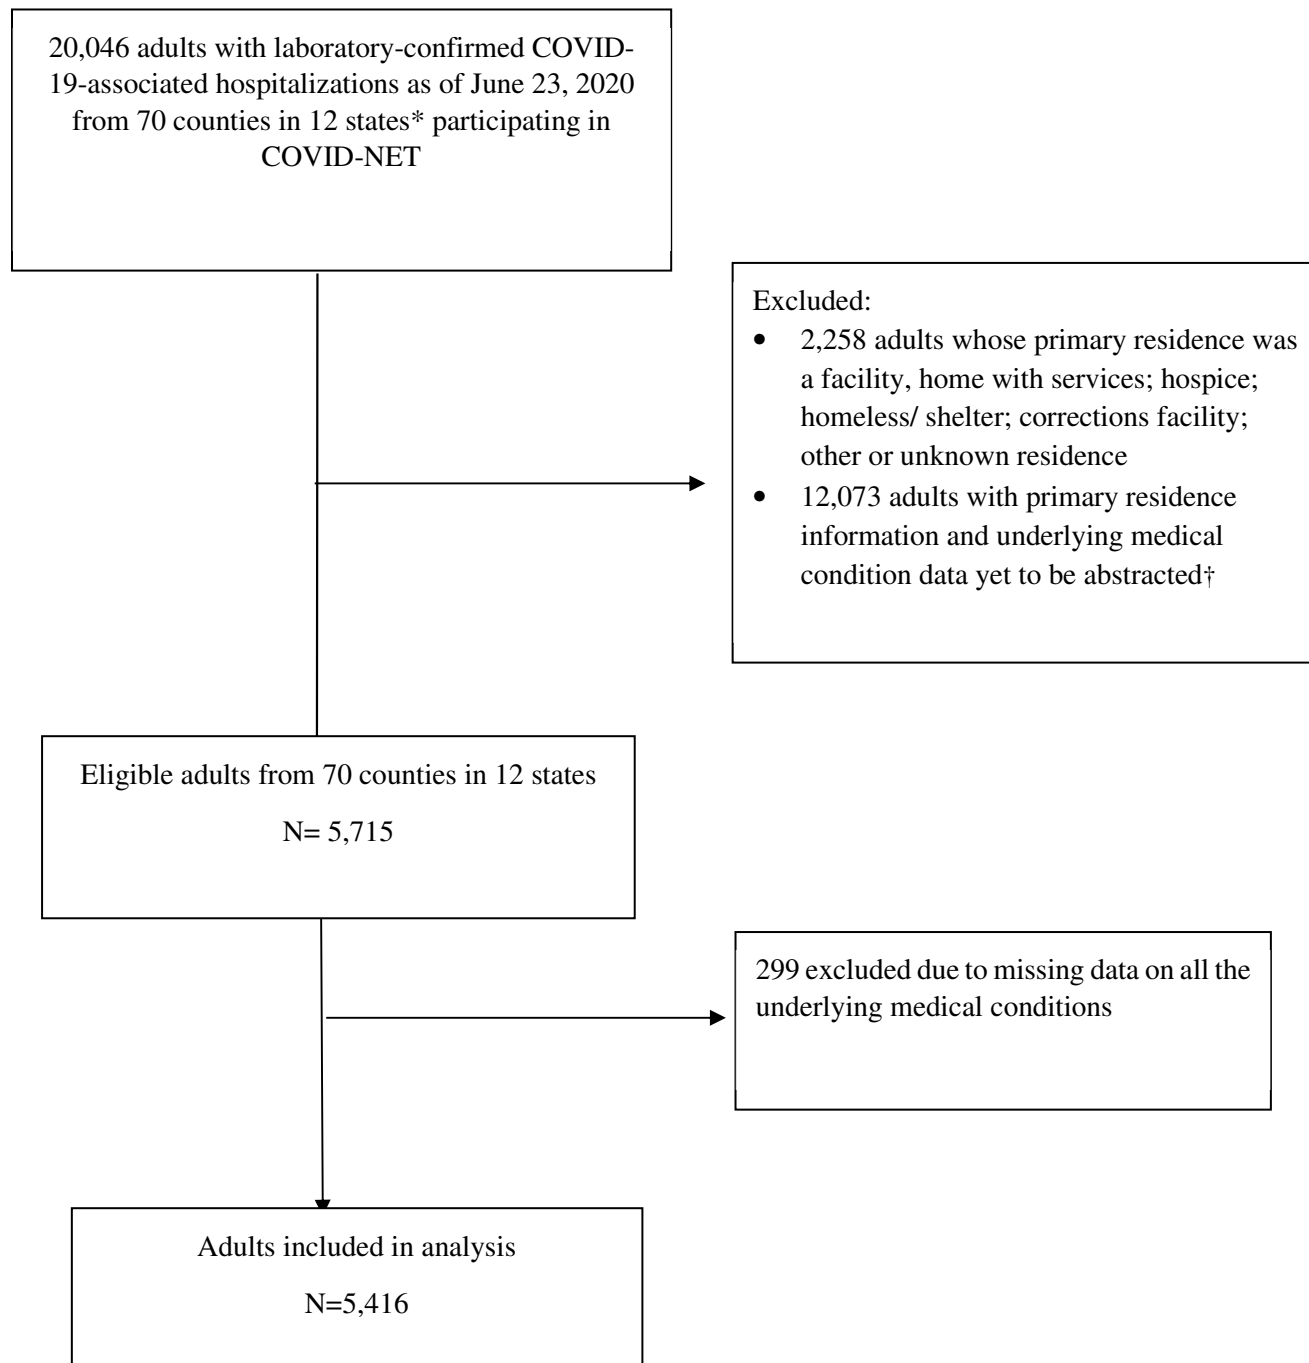 20,046 adults with laboratory-confirmed COVID-
19-associated hospitalizations as of June 23, 2020
from 70 counties in 12 states* participating in
COVID-NET
Excluded:
• 2,258 adults whose primary residence was
a facility, home with services; hospice;
homeless/ shelter; corrections facility;
other or unknown residence
• 12,073 adults with primary residence
information and underlying medical
condition data yet to be abstracted†
Eligible adults from 70 counties in 12 states
N= 5,715
299 excluded due to missing data on all the
underlying medical conditions
Adults included in analysis
N=5,416